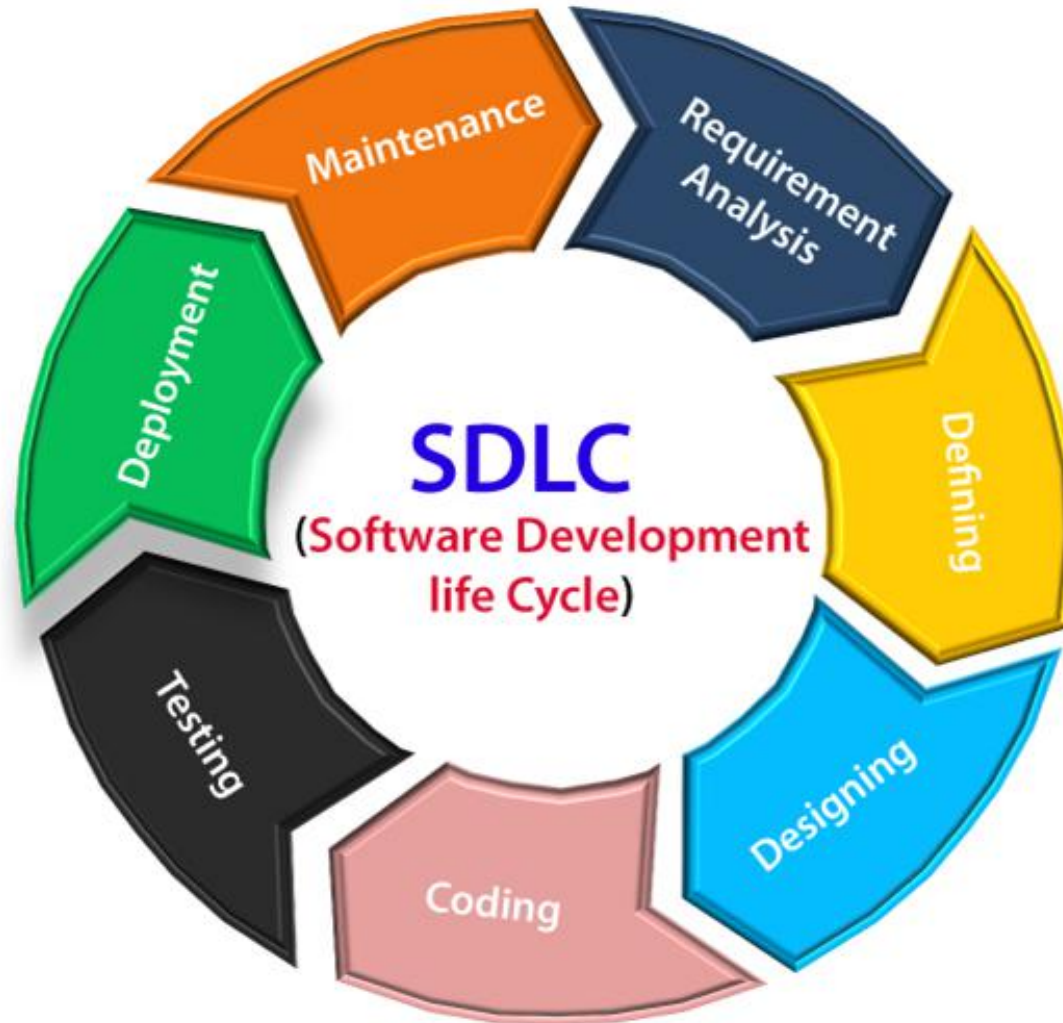 SDLC
(Software Development
life Cycle)
Requirement
Analysis
Defining
Designing
Coding
Testing
Deployment
Maintenance